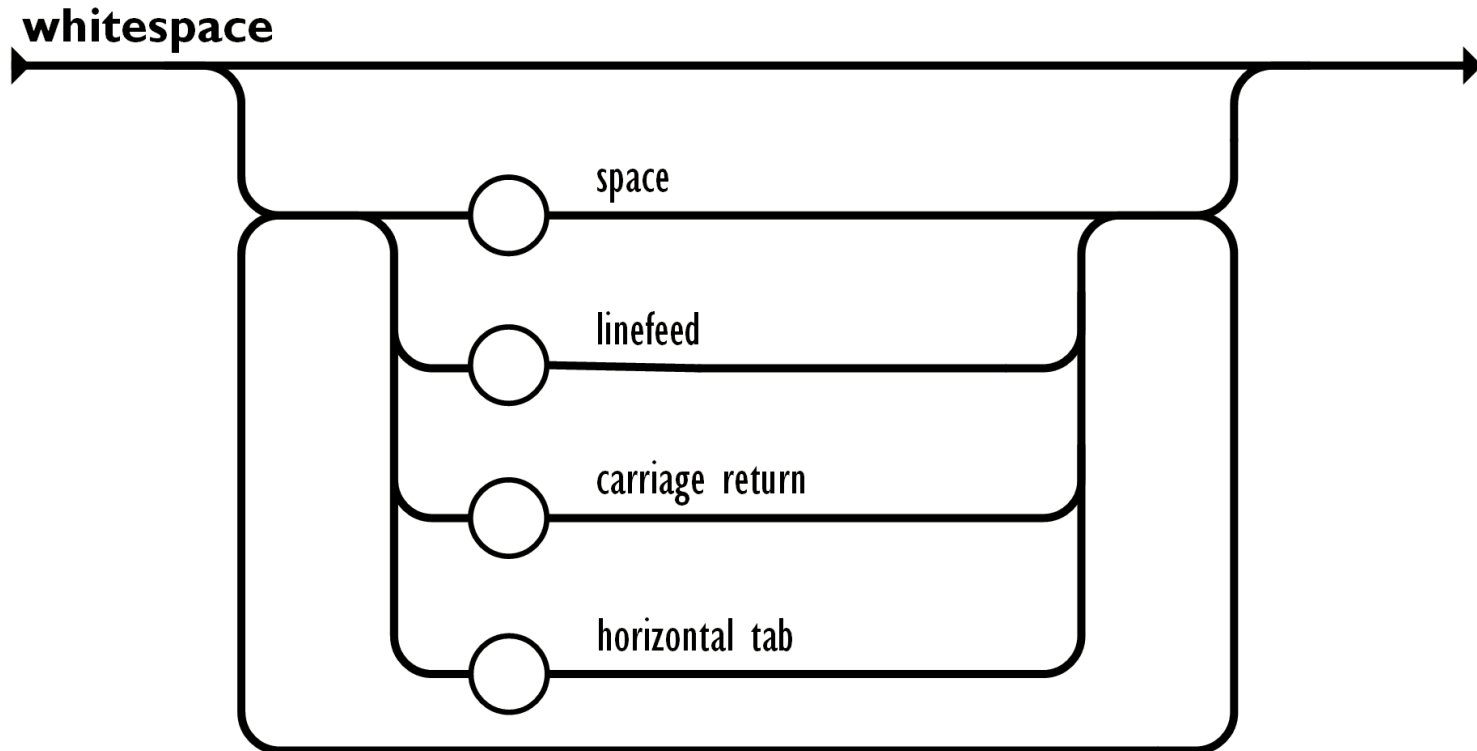 whitespace
space
linefeed
carriage return
horizontal tab